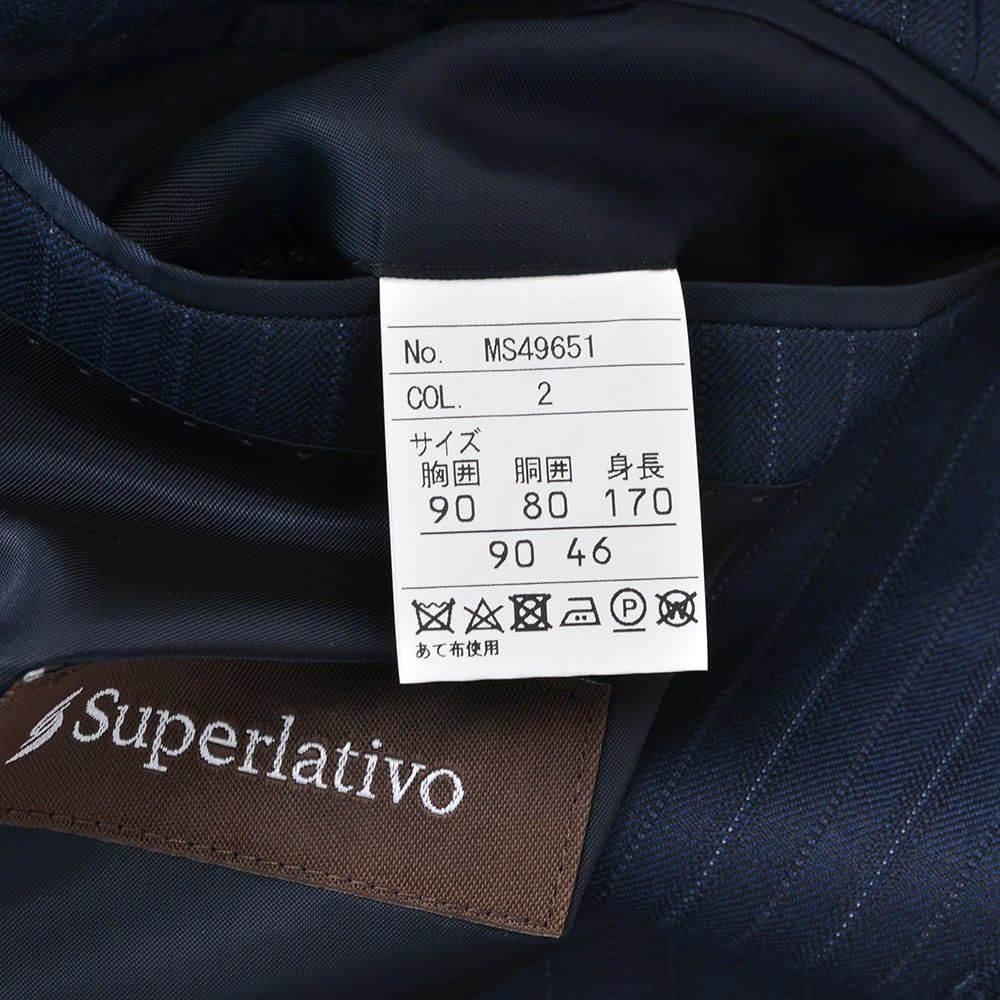 No. MS49651
COL. 2
サイズ
胸囲 胴囲 身長
90 80 170
90 46
P W
あて布使用
Superlativo